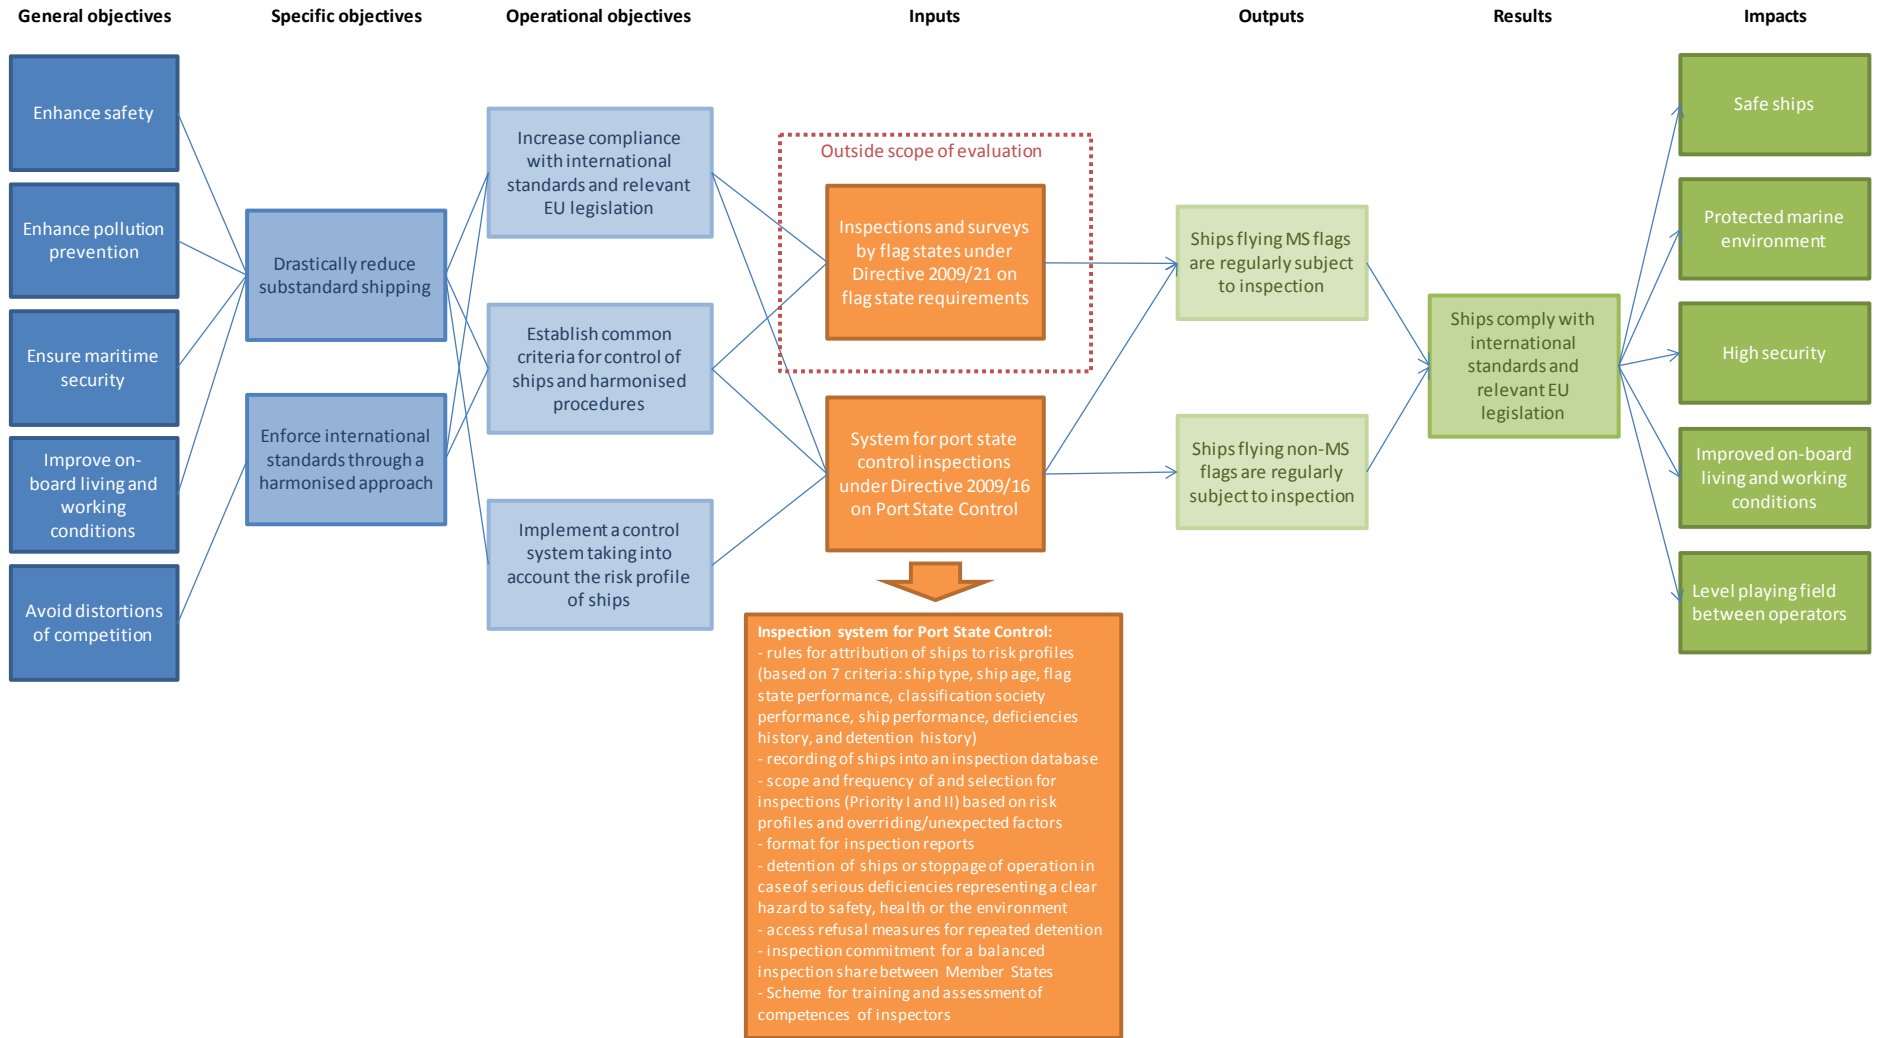 General objectives
Specific objectives
Operational objectives
Inputs
Outputs
Results
Impacts
Enhance safety
Enhance pollution
prevention
Ensure maritime
security
Improve on-
board living and
working
conditions
Avoid distortions
of competition
Drastically reduce
substandard shipping
Enforce international
standards through a
harmonised approach
Increase compliance
with international
standards and relevant
EU legislation
Establish common
criteria for control of
ships and harmonised
procedures
Implement a control
system taking into
account the risk profile
of ships
Outside scope of evaluation
Inspections and surveys
by flag states under
Directive 2009/21 on
flag state requirements
System for port state
control inspections
under Directive 2009/16
on Port State Control
Inspection system for Port State Control:
- rules for attribution of ships to risk profiles
(based on 7 criteria: ship type, ship age, flag
state performance, classification society
performance, ship performance, deficiencies
history, and detention history)
- recording of ships into an inspection database
- scope and frequency of and selection for
inspections (Priority I and II) based on risk
profiles and overriding/unexpected factors
- format for inspection reports
- detention of ships or stoppage of operation in
case of serious deficiencies representing a clear
hazard to safety, health or the environment
- access refusal measures for repeated detention
- inspection commitment for a balanced
inspection share between Member States
- Scheme for training and assessment of
competences of inspectors
Ships flying MS flags
are regularly subject
to inspection
Ships flying non-MS
flags are regularly
subject to inspection
Ships comply with
international
standards and
relevant EU
legislation
Safe ships
Protected marine
environment
High security
Improved on-board
living and working
conditions
Level playing field
between operators